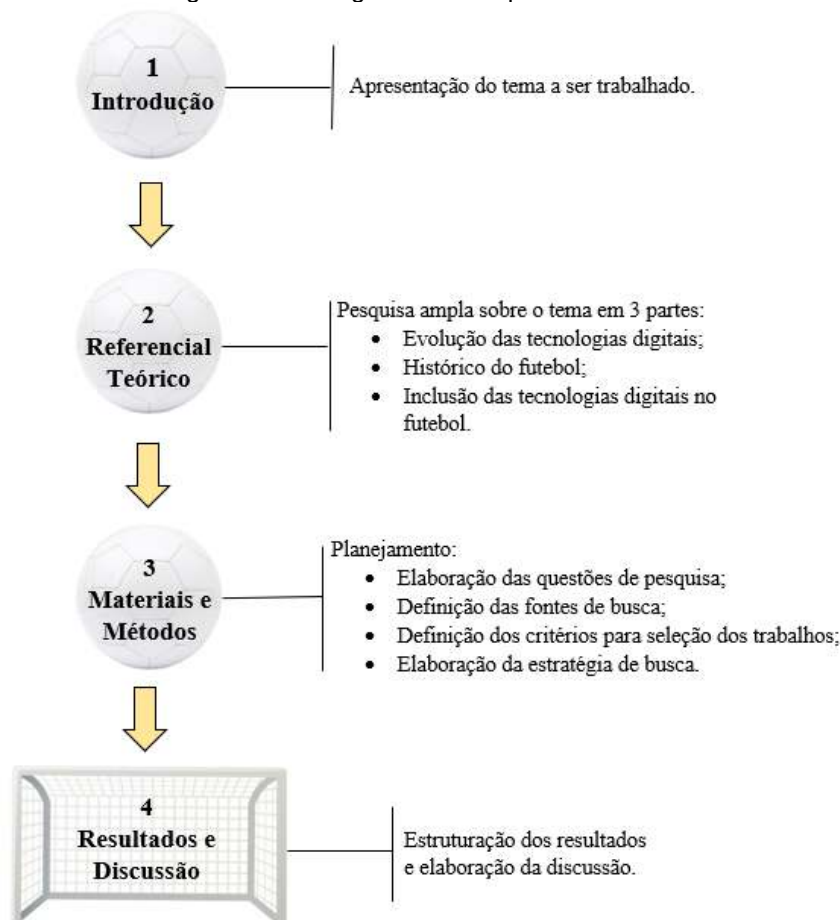 1
Introdução
Apresentação do tema a ser trabalhado.
2
Referencial
Teórico
Pesquisa ampla sobre o tema em 3 partes:
• Evolução das tecnologias digitais;
• Histórico do futebol;
• Inclusão das tecnologias digitais no
futebol.
3
Materiais e
Métodos
Planejamento:
• Elaboração das questões de pesquisa;
• Definição das fontes de busca;
• Definição dos critérios para seleção dos trabalhos;
• Elaboração da estratégia de busca.
4
Resultados e
Discussão
Estruturação dos resultados
e elaboração da discussão.